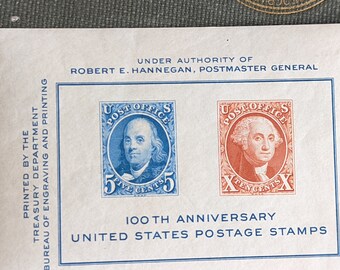 UNDER AUTHORITY OF
ROBERT E. HANNEGAN, POSTMASTER GENERAL
PRINTED BY THE
TREASURY DEPARTMENT
BUREAU OF ENGRAVING AND PRINTING
U S
POST OFFICE
5 FIVE CENTS 5
U S
POST OFFICE
X TEN CENTS X
100TH ANNIVERSARY
UNITED STATES POSTAGE STAMPS